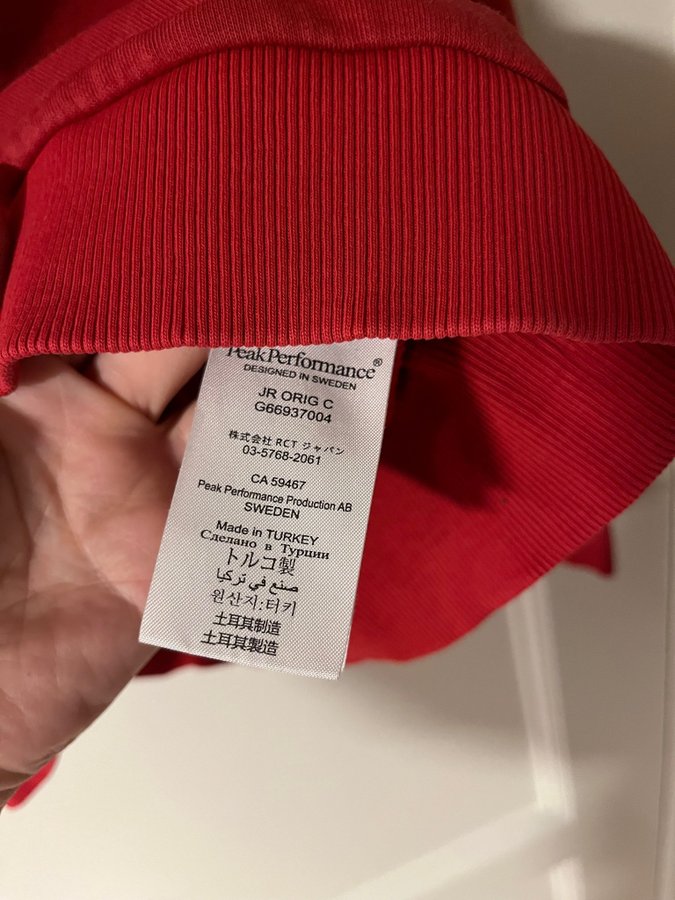 PeakPerformance®
DESIGNED IN SWEDEN
JR ORIG C
G66937004
株式会社 RCT ジャパン
03-5768-2061
CA 59467
Peak Performance Production AB
SWEDEN
Made in TURKEY
Сделано в Турции
トルコ製
صنع في تركيا
원산지:터키
土耳其制造
土耳其製造